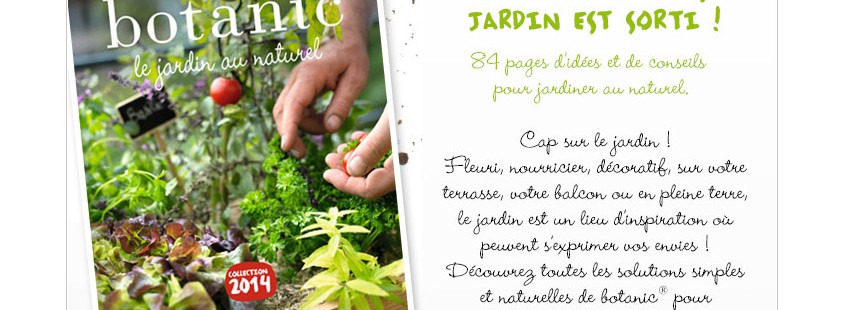 botanic
le jardin au naturel
COLLECTION
2014
JARDIN EST SORTI !
84 pages d'idées et de conseils
pour jardiner au naturel.
Cap sur le jardin !
Fleuri, nourricier, décoratif, sur votre
terrasse, votre balcon ou en pleine terre,
le jardin est un lieu d'inspiration où
peuvent s'exprimer vos envies !
Découvrez toutes les solutions simples
et naturelles de botanic® pour